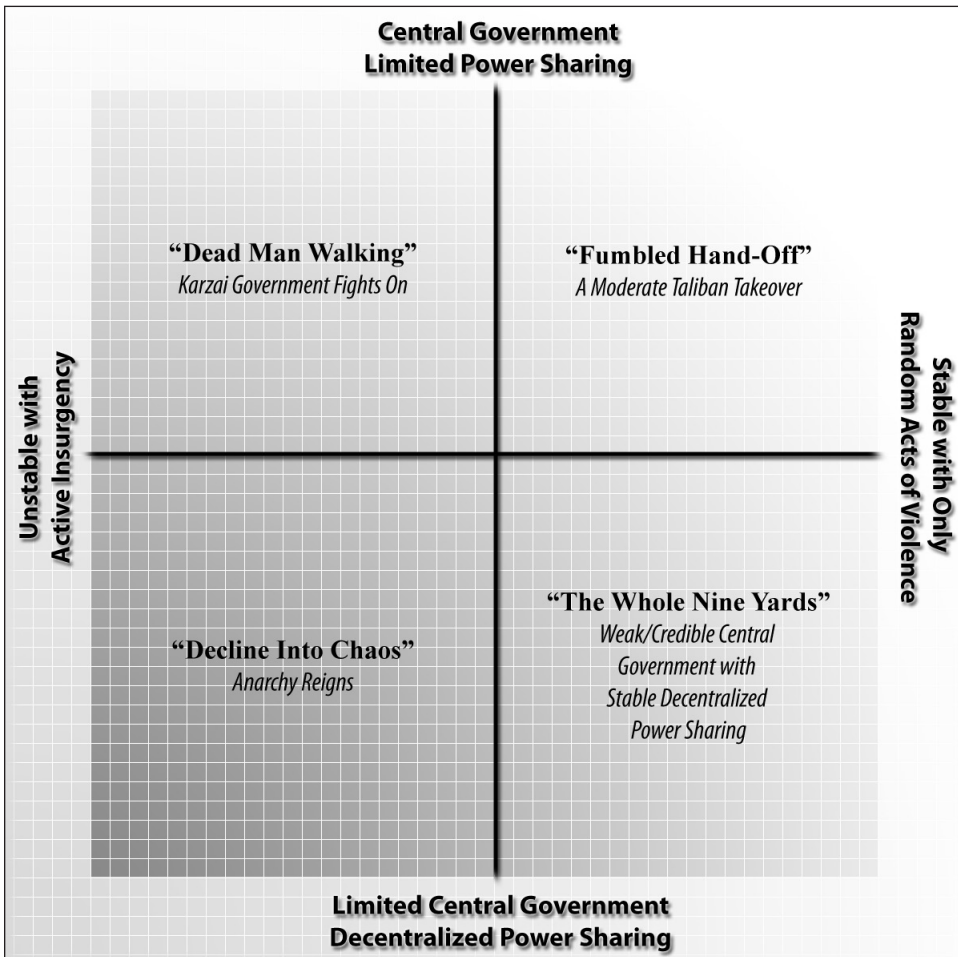 Central Government
Limited Power Sharing
“Dead Man Walking”
Karzai Government Fights On
“Fumbled Hand-Off”
A Moderate Taliban Takeover
Unstable with
Active Insurgency
Stable with Only
Random Acts of Violence
“Decline Into Chaos”
Anarchy Reigns
“The Whole Nine Yards”
Weak/Credible Central
Government with
Stable Decentralized
Power Sharing
Limited Central Government
Decentralized Power Sharing